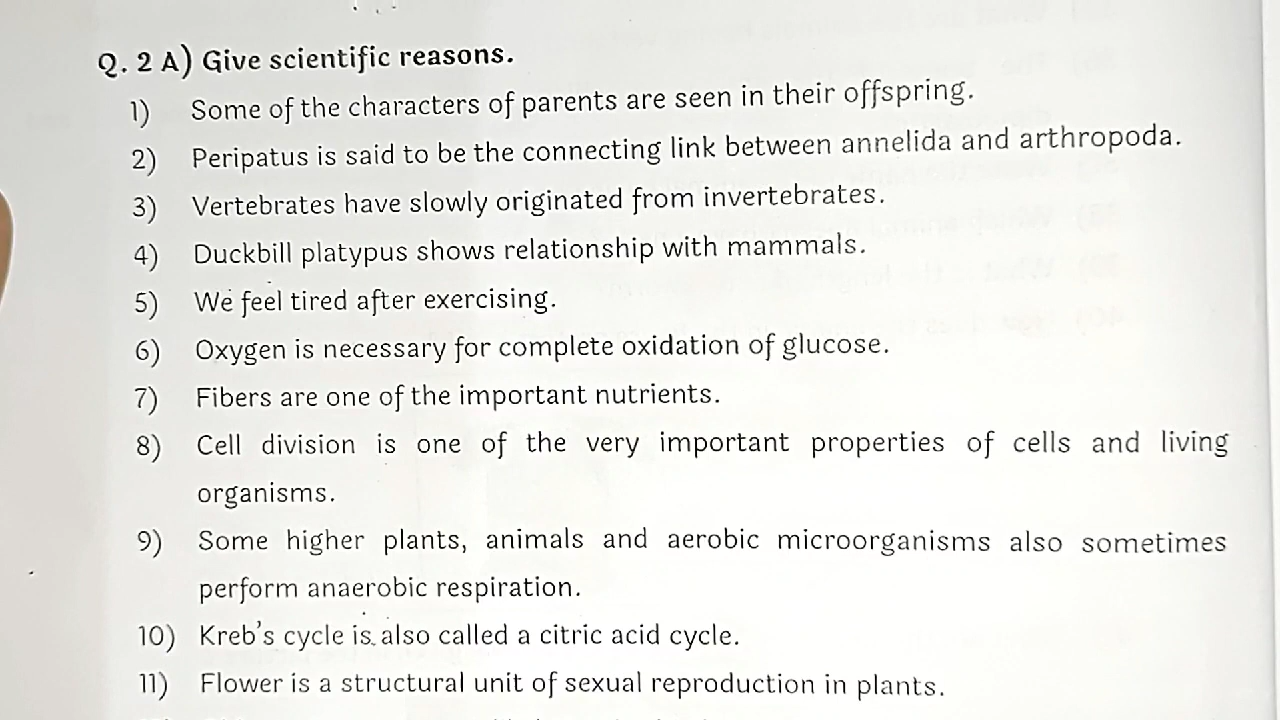 Q. 2 A) Give scientific reasons.
1) Some of the characters of parents are seen in their offspring.
2) Peripatus is said to be the connecting link between annelida and arthropoda.
3) Vertebrates have slowly originated from invertebrates.
4) Duckbill platypus shows relationship with mammals.
5) We feel tired after exercising.
6) Oxygen is necessary for complete oxidation of glucose.
7) Fibers are one of the important nutrients.
8) Cell division is one of the very important properties of cells and living
organisms.
9) Some higher plants, animals and aerobic microorganisms also sometimes
perform anaerobic respiration.
10) Kreb's cycle is also called a citric acid cycle.
11) Flower is a structural unit of sexual reproduction in plants.